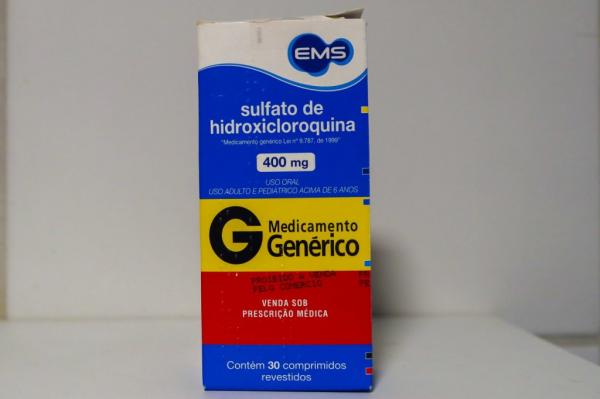 EMS
sulfato de
hidroxicloroquina
"Medicamento genérico Lei nº 9.787, de 1999"
400 mg
USO ORAL
USO ADULTO E PEDIÁTRICO ACIMA DE 6 ANOS
G Medicamento
Genérico
PROIBIDO A VENDA
PELO COMERCIO
VENDA SOB
PRESCRIÇÃO MÉDICA
Contém 30 comprimidos
revestidos